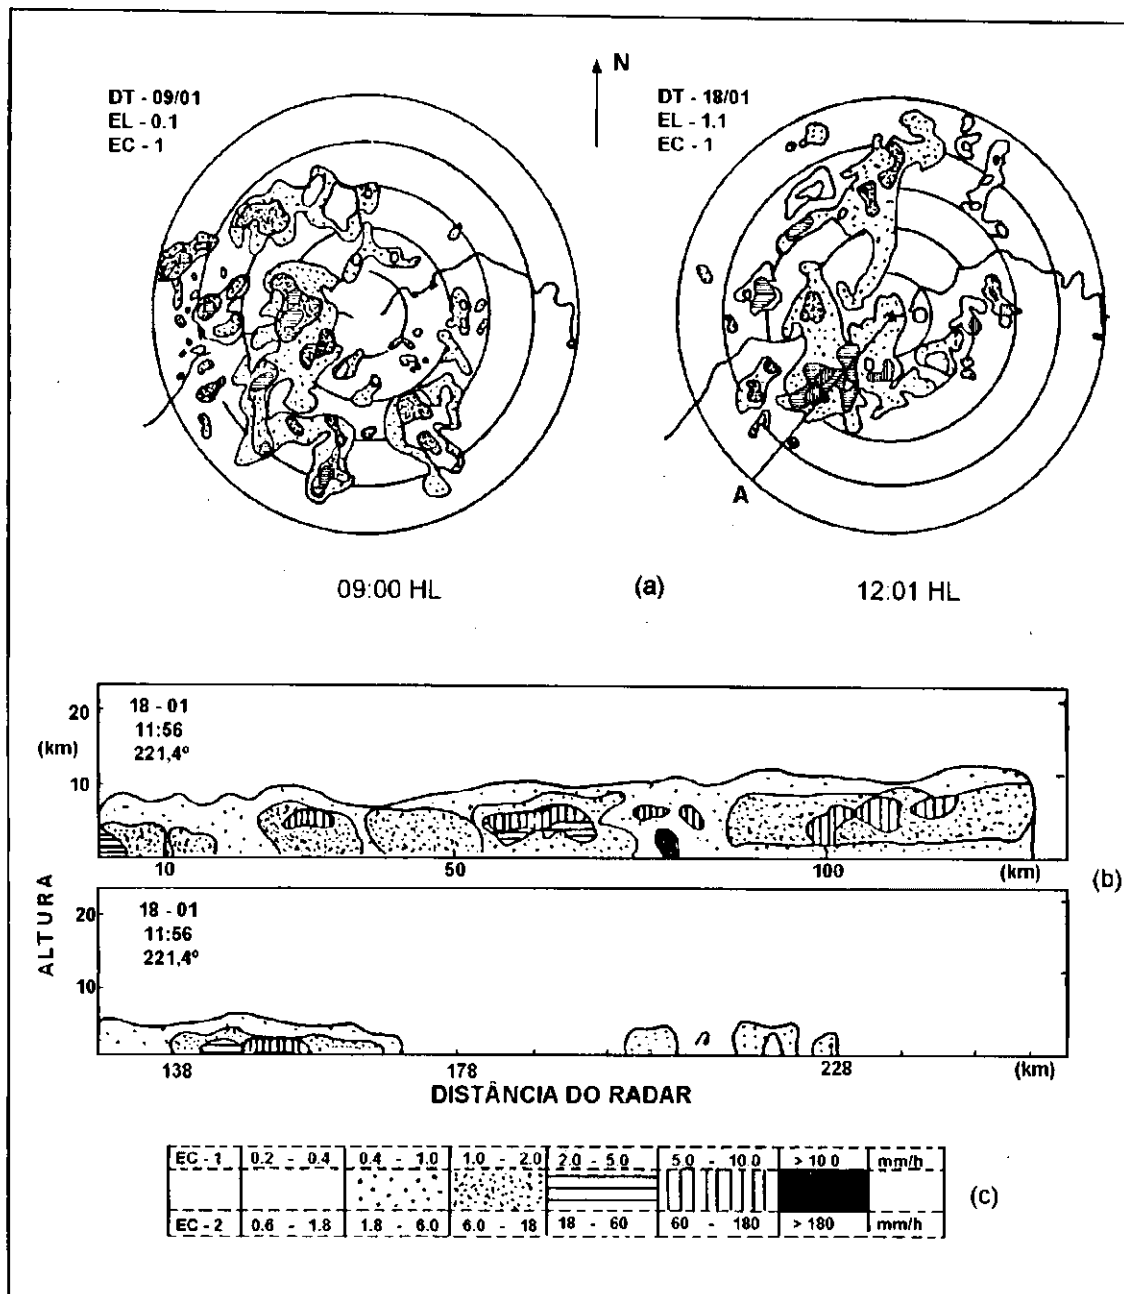 N
DT - 09/01
EL - 0.1
EC - 1
DT - 18/01
EL - 1.1
EC - 1
O
A
09:00 HL
(a)
12:01 HL
20
(km)
10
18 - 01
11:56
221,4º
10
50
100
(km)
(b)
ALTURA
20
10
18 - 01
11:56
221,4º
138
178
228
(km)
DISTÂNCIA DO RADAR
EC - 1 0.2 - 0.4 0.4 - 1.0 1.0 - 2.0 2.0 - 5.0 5.0 - 10.0 > 10.0 mm/h
(c)
EC - 2 0.6 - 1.8 1.8 - 6.0 6.0 - 18 18 - 60 60 - 180 > 180 mm/h